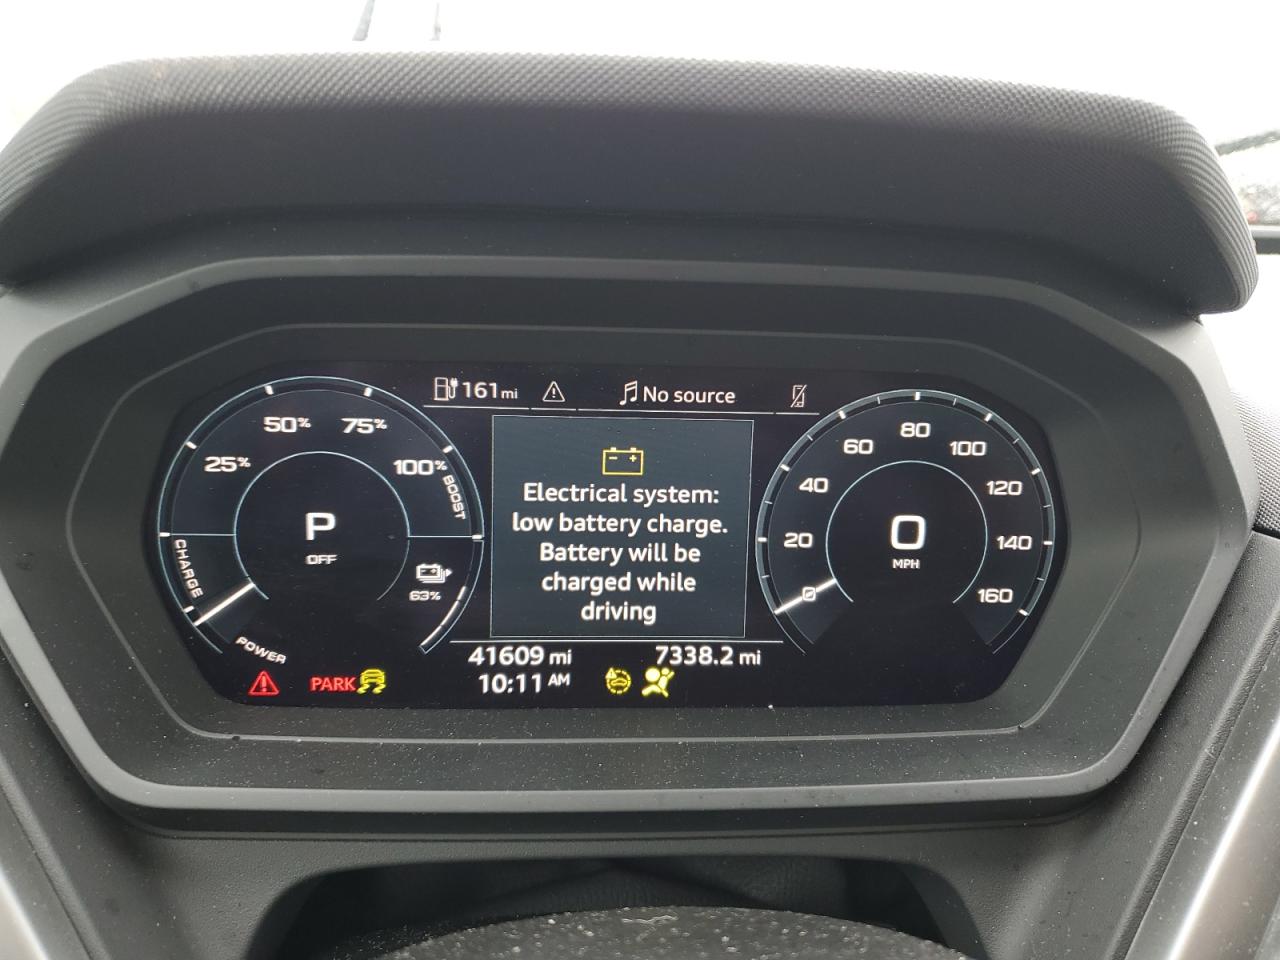 161 mi
No source
50%
75%
25%
100%
BOOST
CHARGE
POWER
P
OFF
63%
Electrical system:
low battery charge.
Battery will be
charged while
driving
0
20
40
60
80
100
120
140
160
0
MPH
41609 mi
7338.2 mi
PARK
10:11 AM